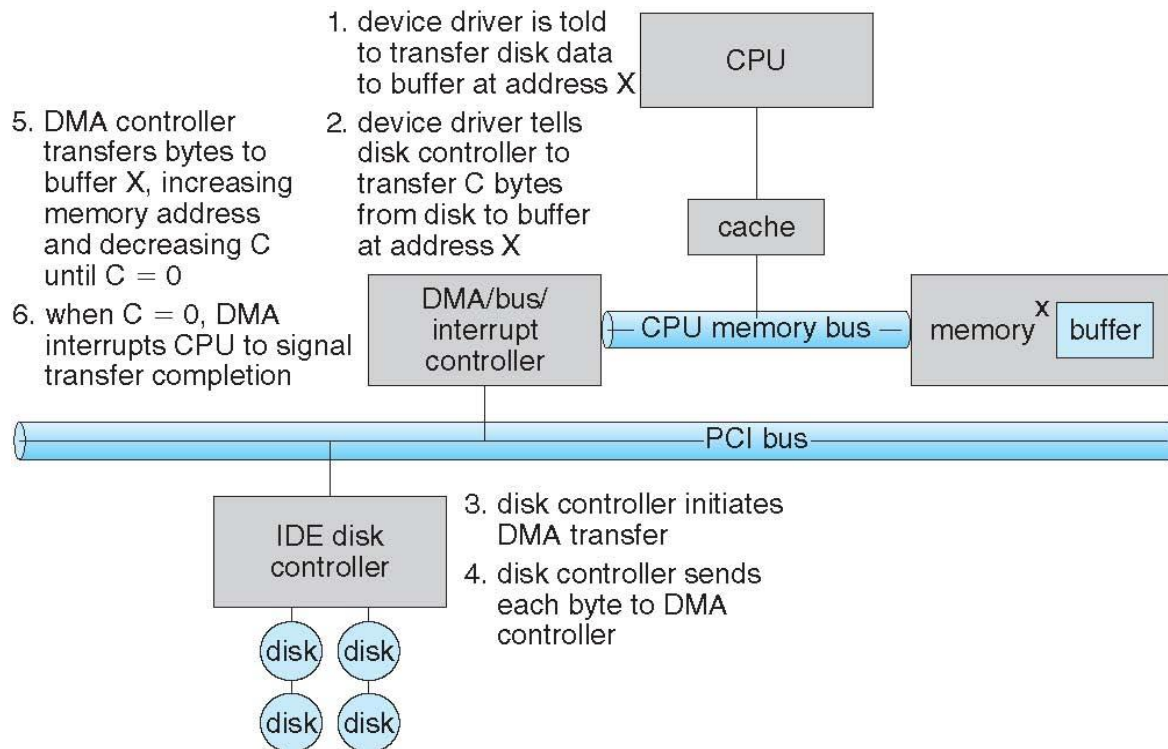 1. device driver is told
to transfer disk data
to buffer at address X
CPU
5. DMA controller
transfers bytes to
buffer X, increasing
memory address
and decreasing C
until C = 0
2. device driver tells
disk controller to
transfer C bytes
from disk to buffer
at address X
cache
6. when C = 0, DMA
interrupts CPU to signal
transfer completion
DMA/bus/
interrupt
controller
CPU memory bus
memory
X
buffer
PCI bus
IDE disk
controller
3. disk controller initiates
DMA transfer
4. disk controller sends
each byte to DMA
controller
disk
disk
disk
disk